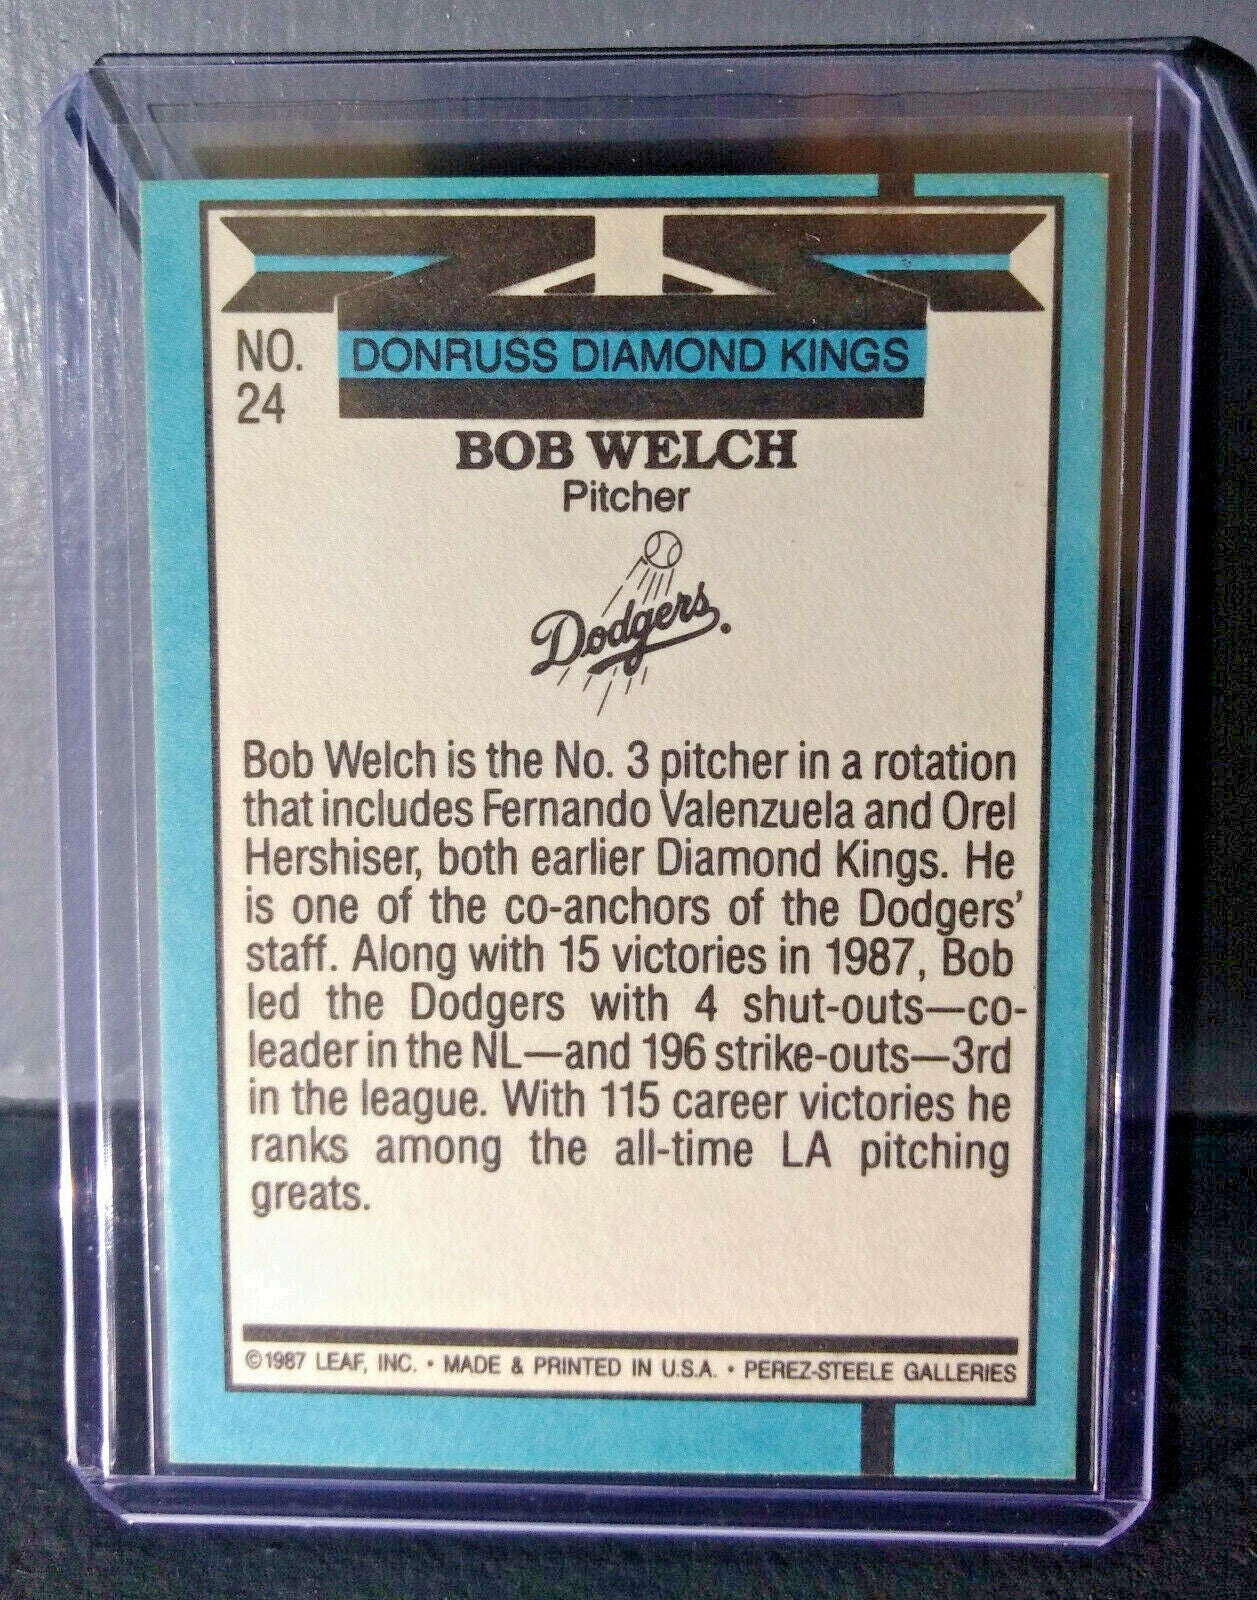 NO.
24
DONRUSS DIAMOND KINGS
BOB WELCH
Pitcher
Dodgers
Bob Welch is the No. 3 pitcher in a rotation
that includes Fernando Valenzuela and Orel
Hershiser, both earlier Diamond Kings. He
is one of the co-anchors of the Dodgers'
staff. Along with 15 victories in 1987, Bob
led the Dodgers with 4 shut-outs—co-
leader in the NL—and 196 strike-outs—3rd
in the league. With 115 career victories he
ranks among the all-time LA pitching
greats.
©1987 LEAF, INC. • MADE & PRINTED IN U.S.A. • PEREZ-STEELE GALLERIES